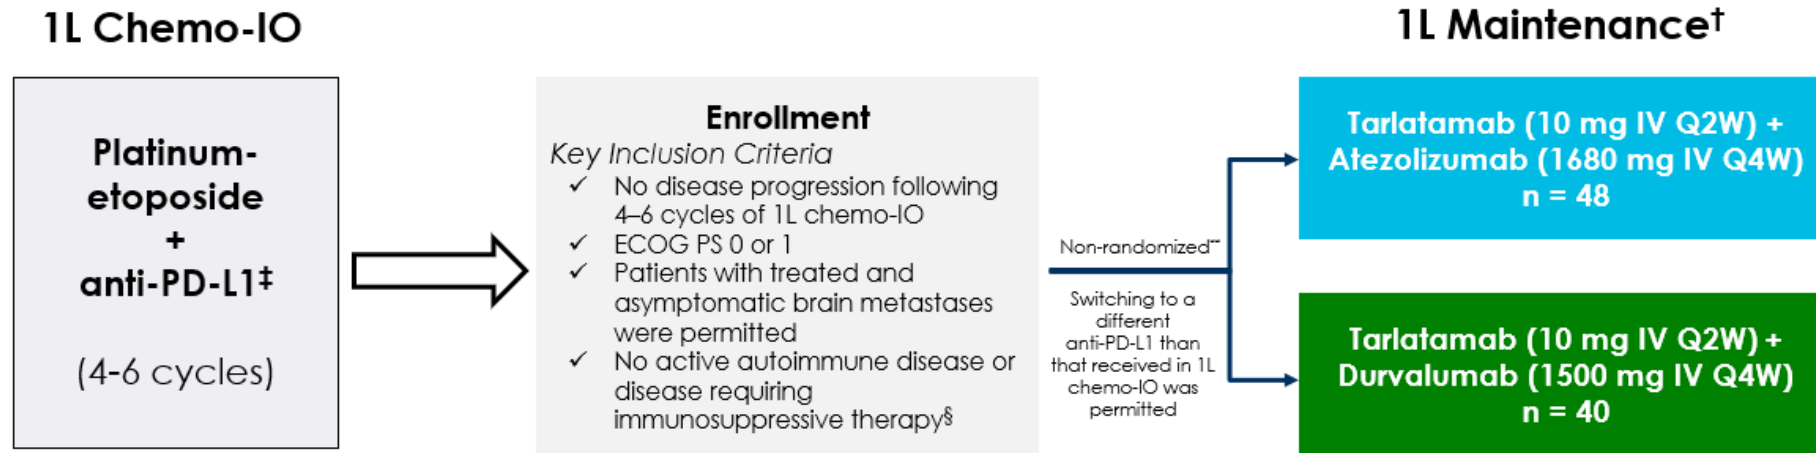 1L Chemo-IO
Platinum-
etoposide
+
anti-PD-L1‡
(4-6 cycles)
Enrollment
Key Inclusion Criteria
✓ No disease progression following
4–6 cycles of 1L chemo-IO
✓ ECOG PS 0 or 1
✓ Patients with treated and
asymptomatic brain metastases
were permitted
✓ No active autoimmune disease or
disease requiring
immunosuppressive therapy§
Non-randomized
Switching to a
different
anti-PD-L1 than
that received in 1L
chemo-IO was
permitted
1L Maintenance†
Tarlatamab (10 mg IV Q2W) +
Atezolizumab (1680 mg IV Q4W)
n = 48
Tarlatamab (10 mg IV Q2W) +
Durvalumab (1500 mg IV Q4W)
n = 40